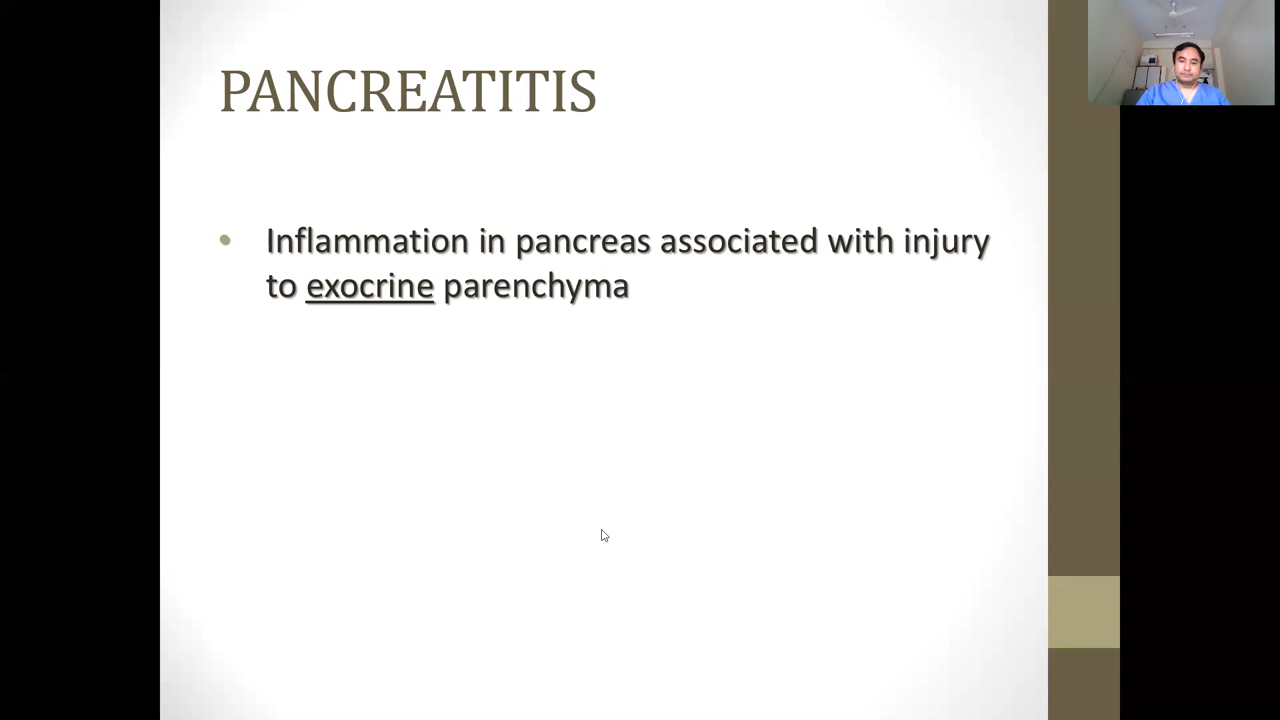 PANCREATITIS
• Inflammation in pancreas associated with injury
to exocrine parenchyma